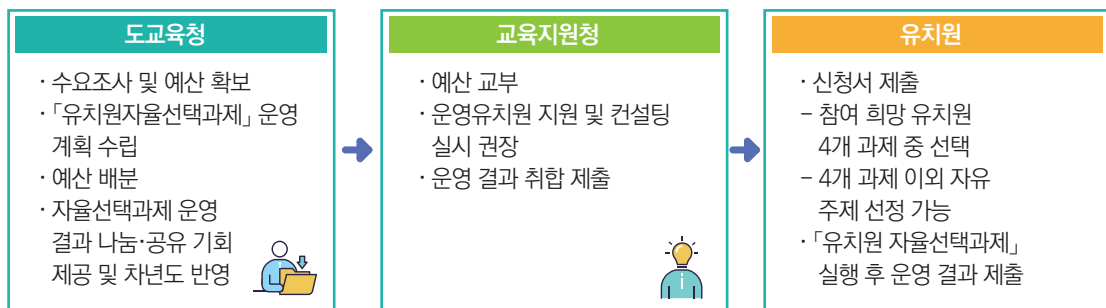 도교육청
· 수요조사 및 예산 확보
· 「유치원자율선택과제」 운영
계획 수립
· 예산 배분
· 자율선택과제 운영
결과 나눔·공유 기회
제공 및 차년도 반영
교육지원청
· 예산 교부
· 운영유치원 지원 및 컨설팅
실시 권장
· 운영 결과 취합 제출
유치원
· 신청서 제출
– 참여 희망 유치원
4개 과제 중 선택
– 4개 과제 이외 자유
주제 선정 가능
· 「유치원 자율선택과제」
실행 후 운영 결과 제출